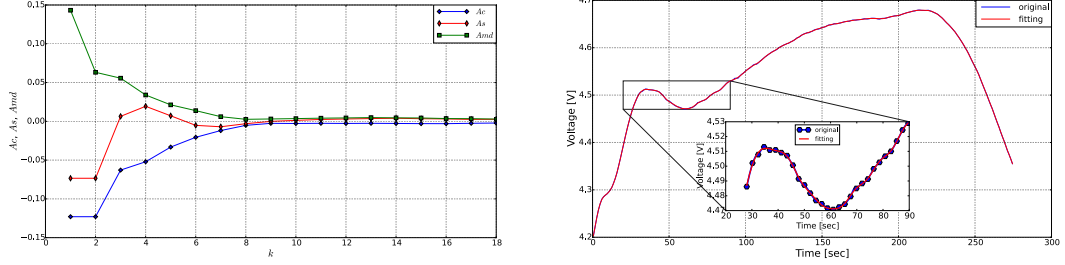 0.15
0.10
0.05
0.00
−0.05
−0.10
−0.15
Ac, As, Amd
0 2 4 6 8 10 12 14 16 18
k
Ac
As
Amd
4.7
4.6
4.5
4.4
4.3
4.2
Voltage [V]
0 50 100 150 200 250 300
Time [sec]
original
fitting
4.53
4.52
4.51
4.50
4.49
4.48
4.47
Voltage [V]
20 30 40 50 60 70 80 90
Time [sec]
original
fitting